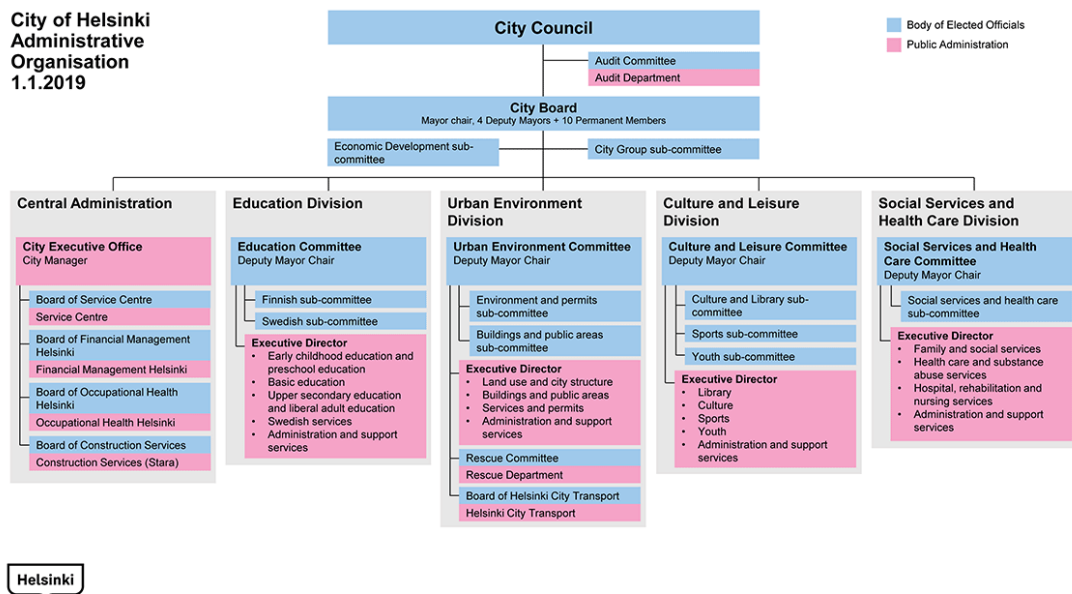 City of Helsinki
Administrative
Organisation
1.1.2019
Body of Elected Officials
Public Administration
City Council
Audit Committee
Audit Department
City Board
Mayor chair, 4 Deputy Mayors + 10 Permanent Members
Economic Development sub-
committee
City Group sub-committee
Central Administration
City Executive Office
City Manager
Board of Service Centre
Service Centre
Board of Financial Management
Helsinki
Financial Management Helsinki
Board of Occupational Health
Helsinki
Occupational Health Helsinki
Board of Construction Services
Construction Services (Stara)
Education Division
Education Committee
Deputy Mayor Chair
Finnish sub-committee
Swedish sub-committee
Executive Director
• Early childhood education and
preschool education
• Basic education
• Upper secondary education
and liberal adult education
• Swedish services
• Administration and support
services
Urban Environment
Division
Urban Environment Committee
Deputy Mayor Chair
Environment and permits
sub-committee
Buildings and public areas
sub-committee
Executive Director
• Land use and city structure
• Buildings and public areas
• Services and permits
• Administration and support
services
Rescue Committee
Rescue Department
Board of Helsinki City Transport
Helsinki City Transport
Culture and Leisure
Division
Culture and Leisure Committee
Deputy Mayor Chair
Culture and Library sub-
committee
Sports sub-committee
Youth sub-committee
Executive Director
• Library
• Culture
• Sports
• Youth
• Administration and support
services
Social Services and
Health Care Division
Social Services and Health
Care Committee
Deputy Mayor Chair
Social services and health care
sub-committee
Executive Director
• Family and social services
• Health care and substance
abuse services
• Hospital, rehabilitation and
nursing services
• Administration and support
services
Helsinki